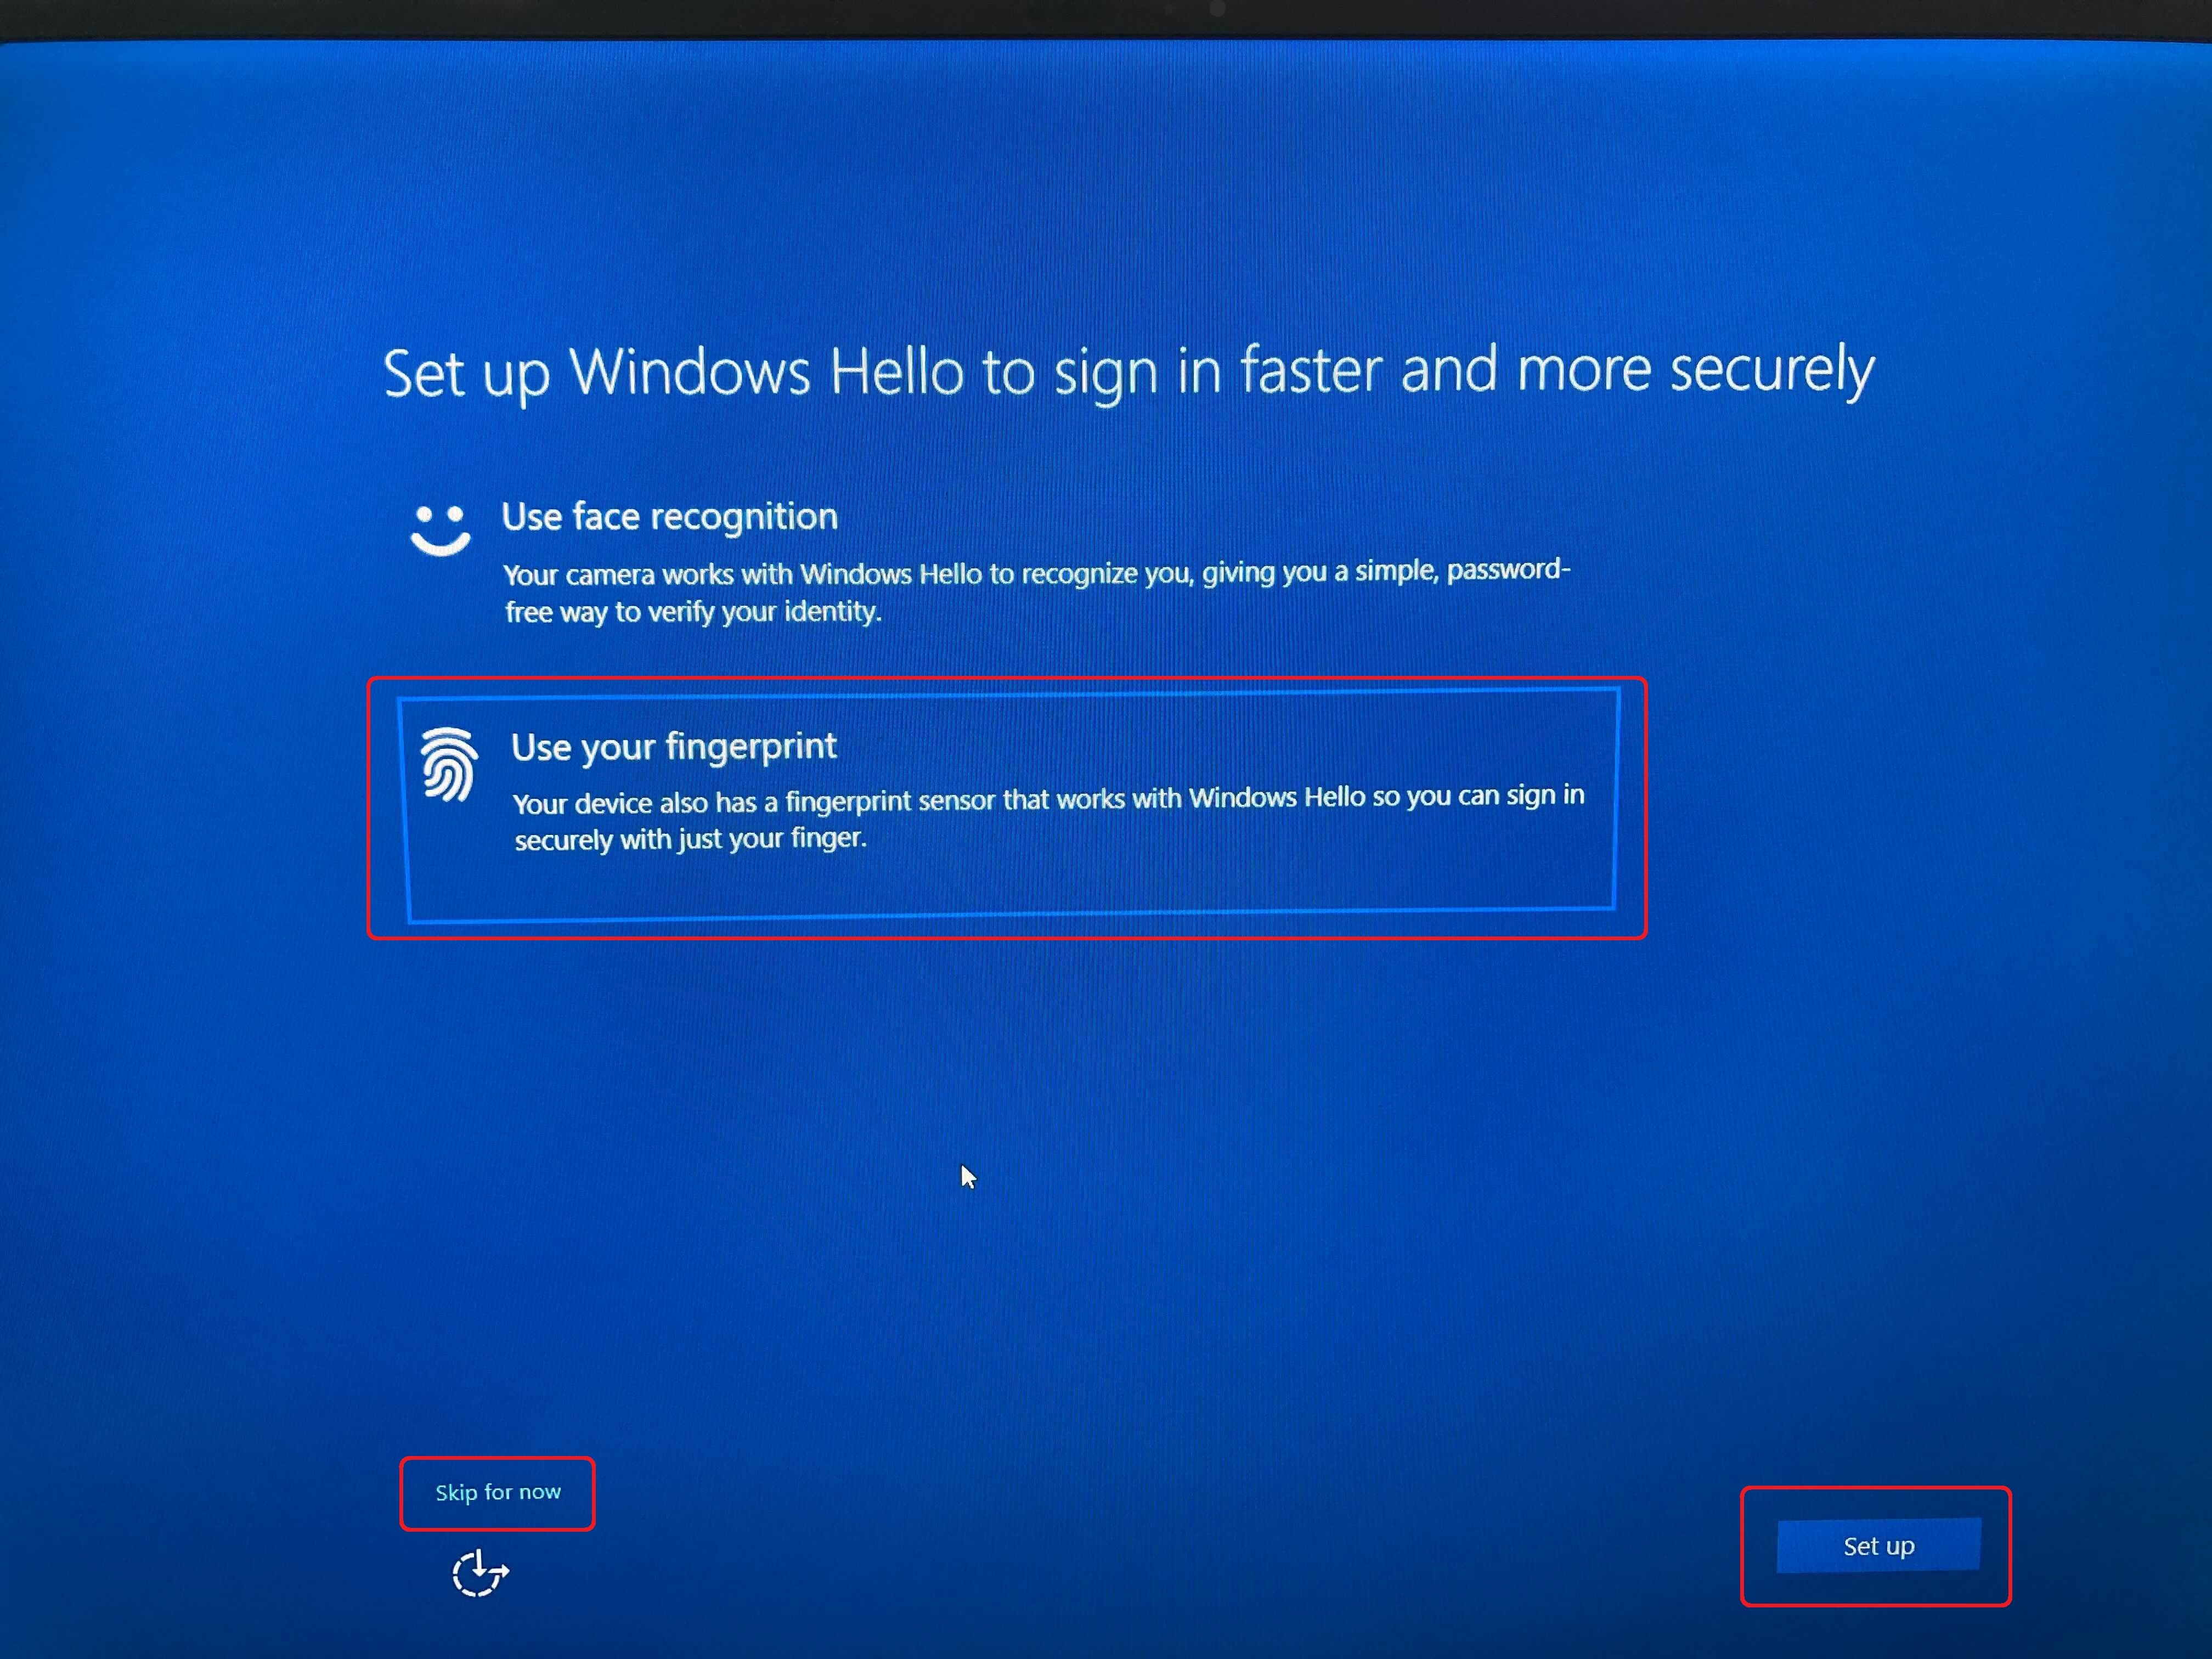 Set up Windows Hello to sign in faster and more securely
Use face recognition
Your camera works with Windows Hello to recognize you, giving you a simple, password-
free way to verify your identity.
Use your fingerprint
Your device also has a fingerprint sensor that works with Windows Hello so you can sign in
securely with just your finger.
Skip for now
Set up